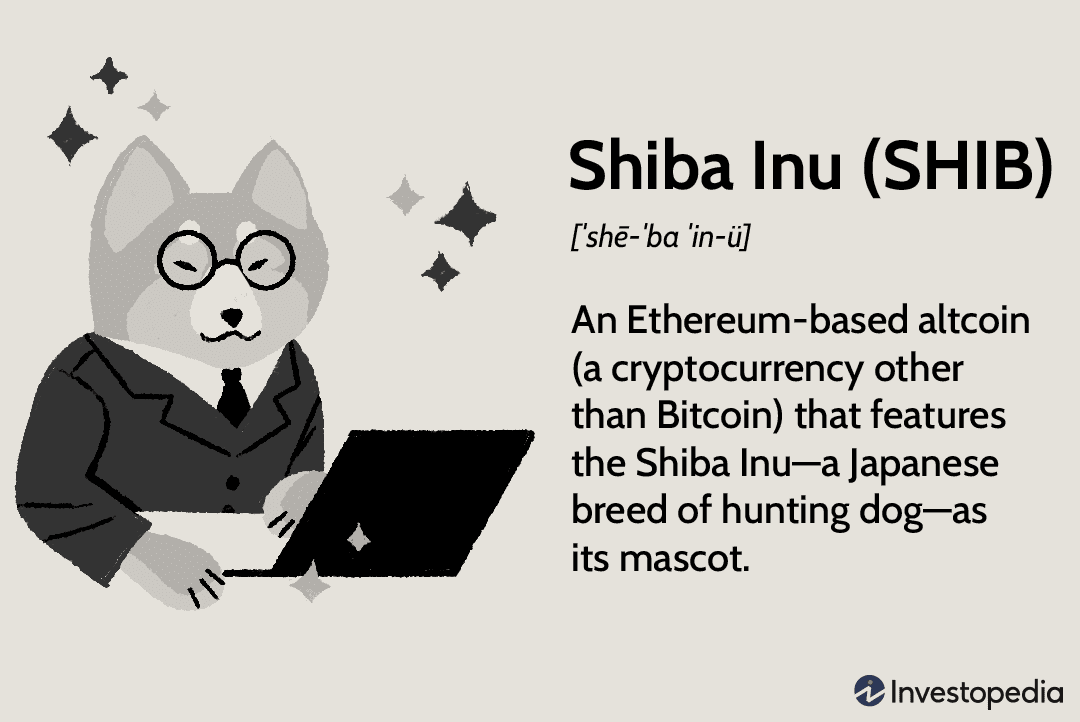 Shiba Inu (SHIB)
[ˈshē-ˈba ˈin-ü]
An Ethereum-based altcoin
(a cryptocurrency other
than Bitcoin) that features
the Shiba Inu—a Japanese
breed of hunting dog—as
its mascot.
Investopedia